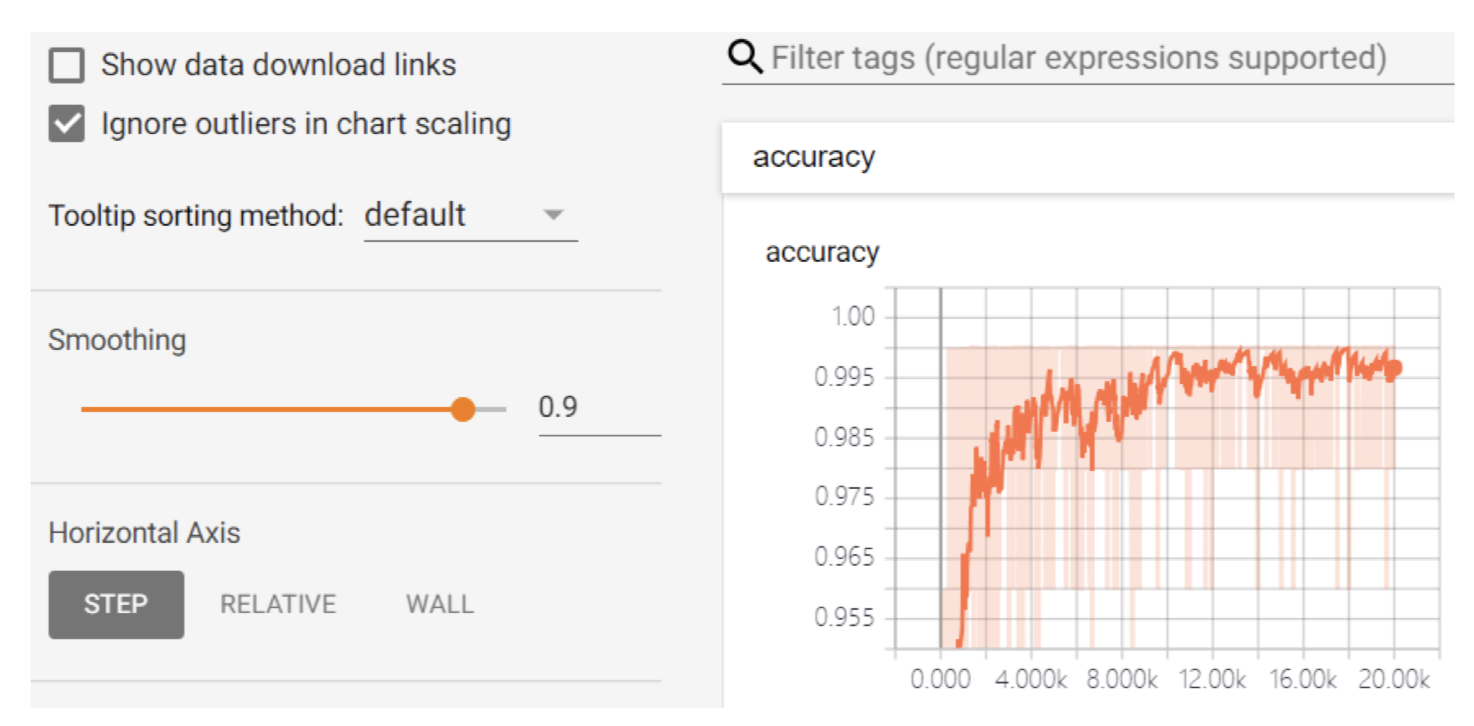 Show data download links
Ignore outliers in chart scaling
Tooltip sorting method: default
Smoothing
0.9
Horizontal Axis
STEP RELATIVE WALL
Filter tags (regular expressions supported)
accuracy
accuracy
1.00
0.995
0.985
0.975
0.965
0.955
0.000 4.000k 8.000k 12.00k 16.00k 20.00k